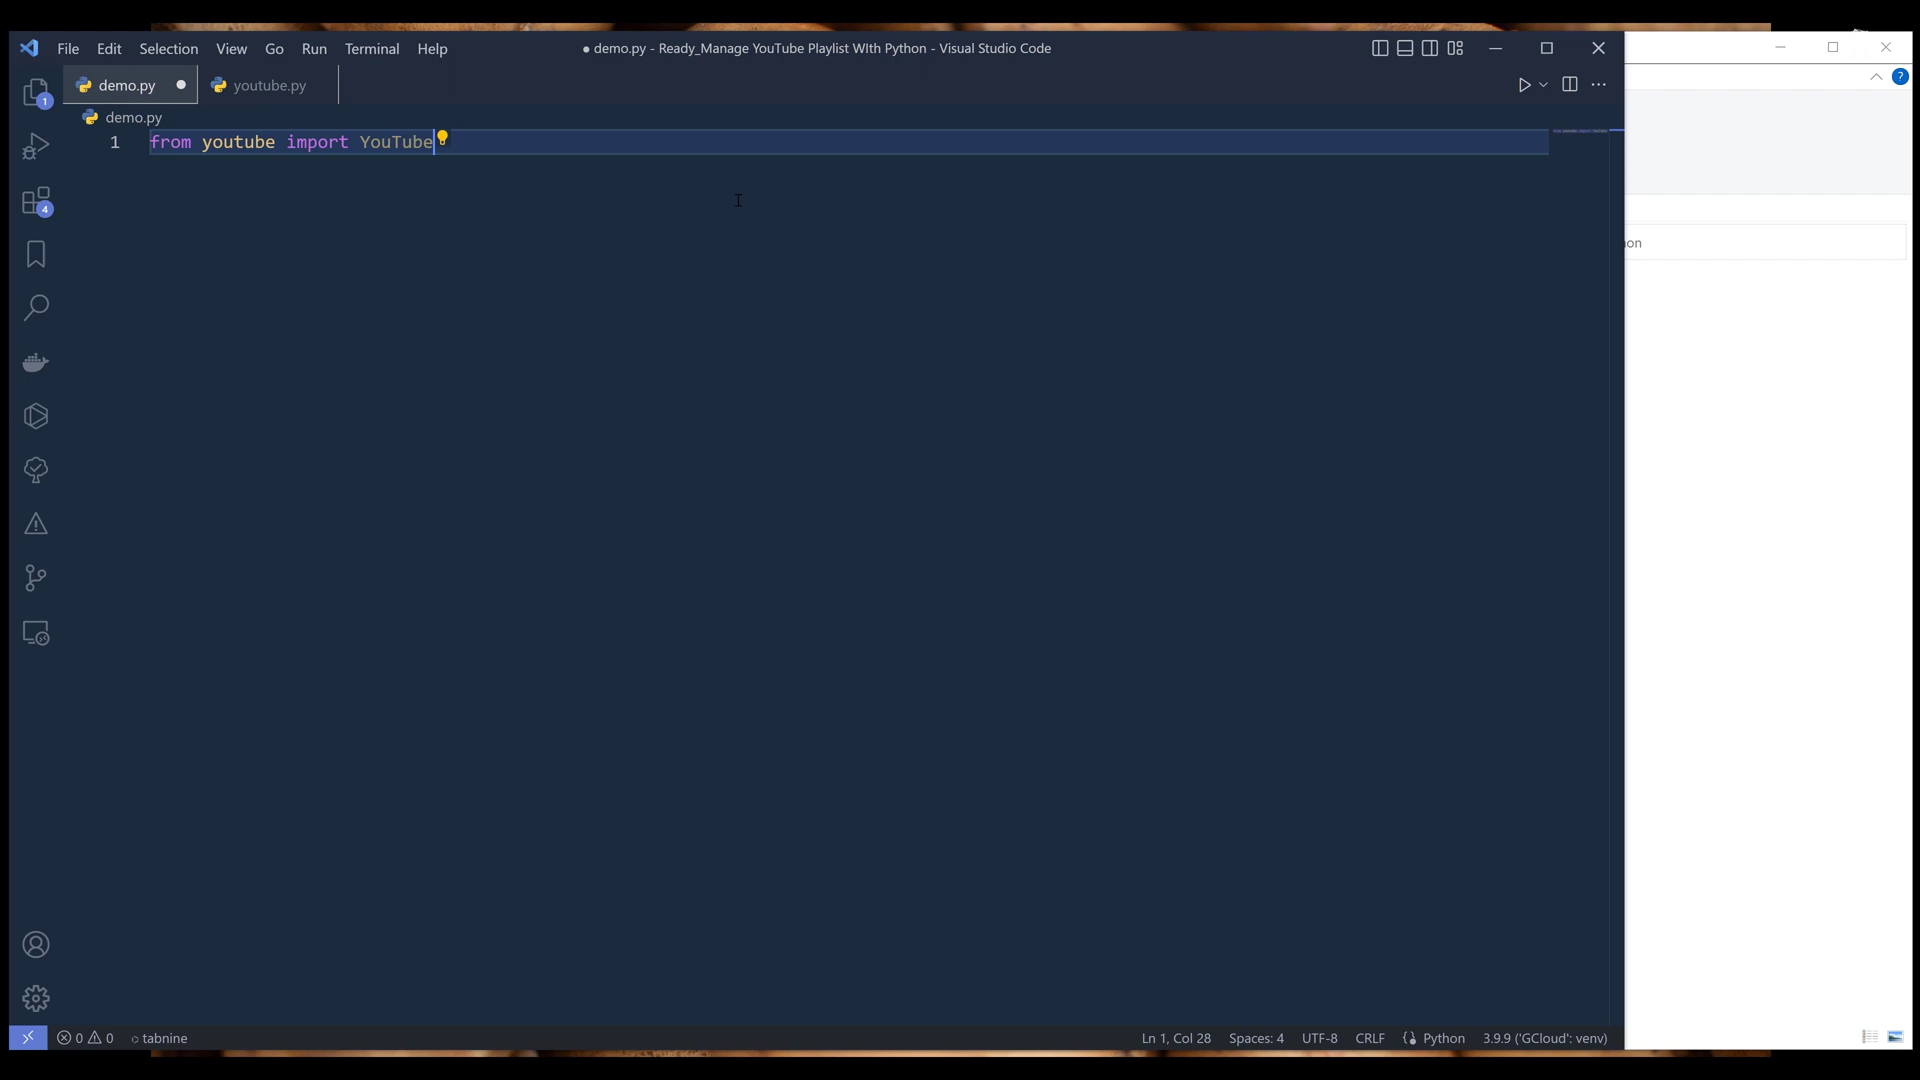 File Edit Selection View Go Run Terminal Help
● demo.py - Ready_Manage YouTube Playlist WIth Python - Visual Studio Code
demo.py ●
youtube.py
?
1
demo.py
1 from youtube import YouTube
4
on
0 0 tabnine
Ln 1, Col 28 Spaces: 4 UTF-8 CRLF Python 3.9.9 ('GCloud': venv)